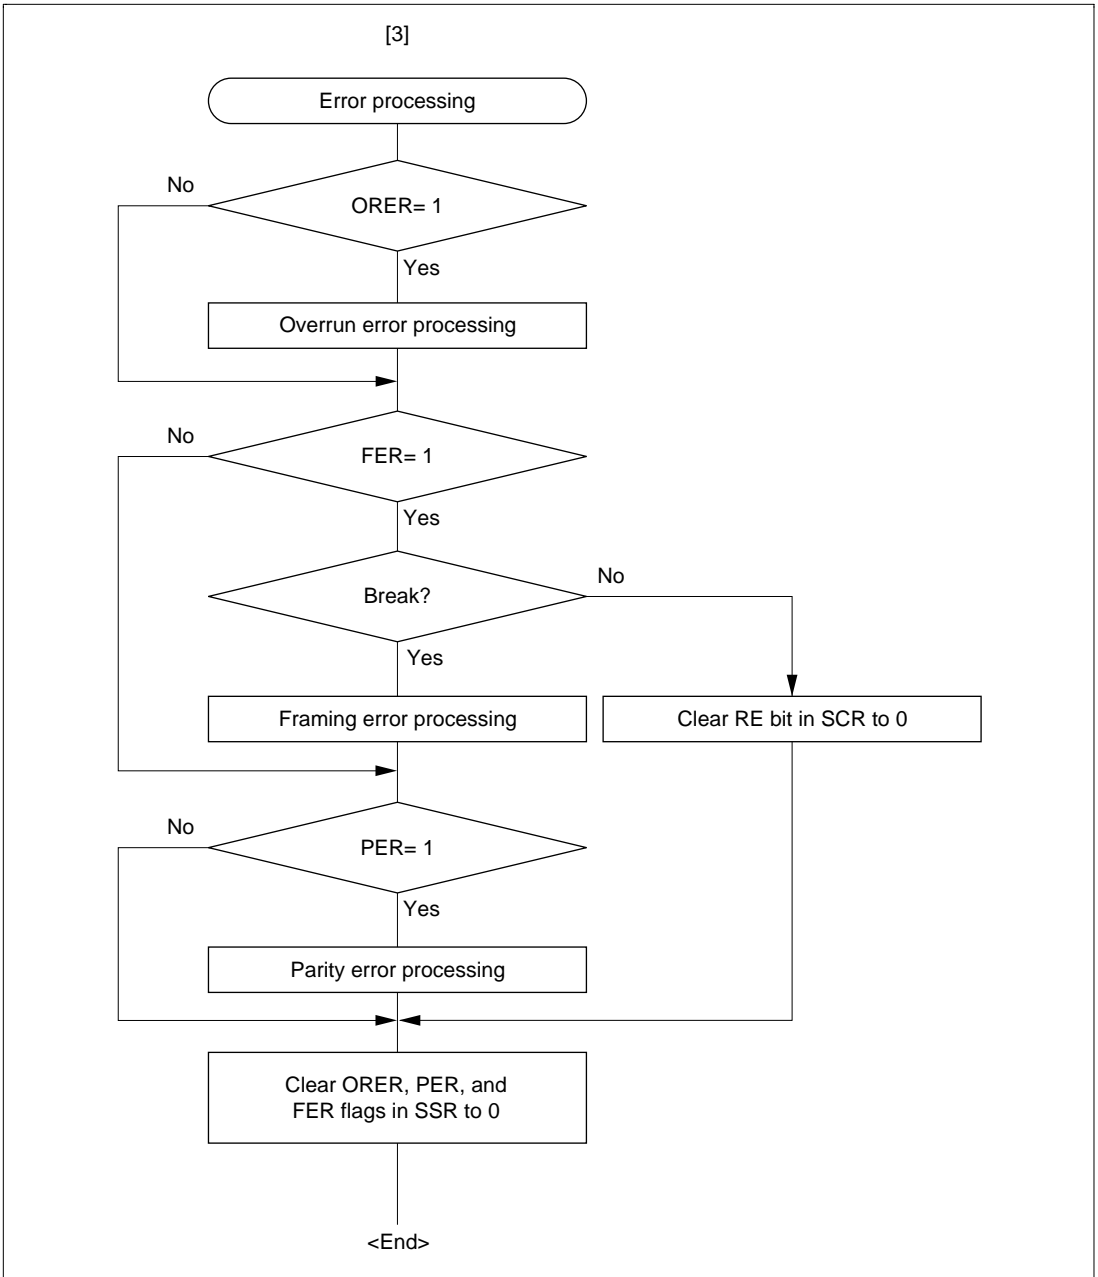 [3]
Error processing
No
ORER= 1
Yes
Overrun error processing
No
FER= 1
Yes
No
Break?
Yes
Framing error processing
Clear RE bit in SCR to 0
No
PER= 1
Yes
Parity error processing
Clear ORER, PER, and
FER flags in SSR to 0
<End>